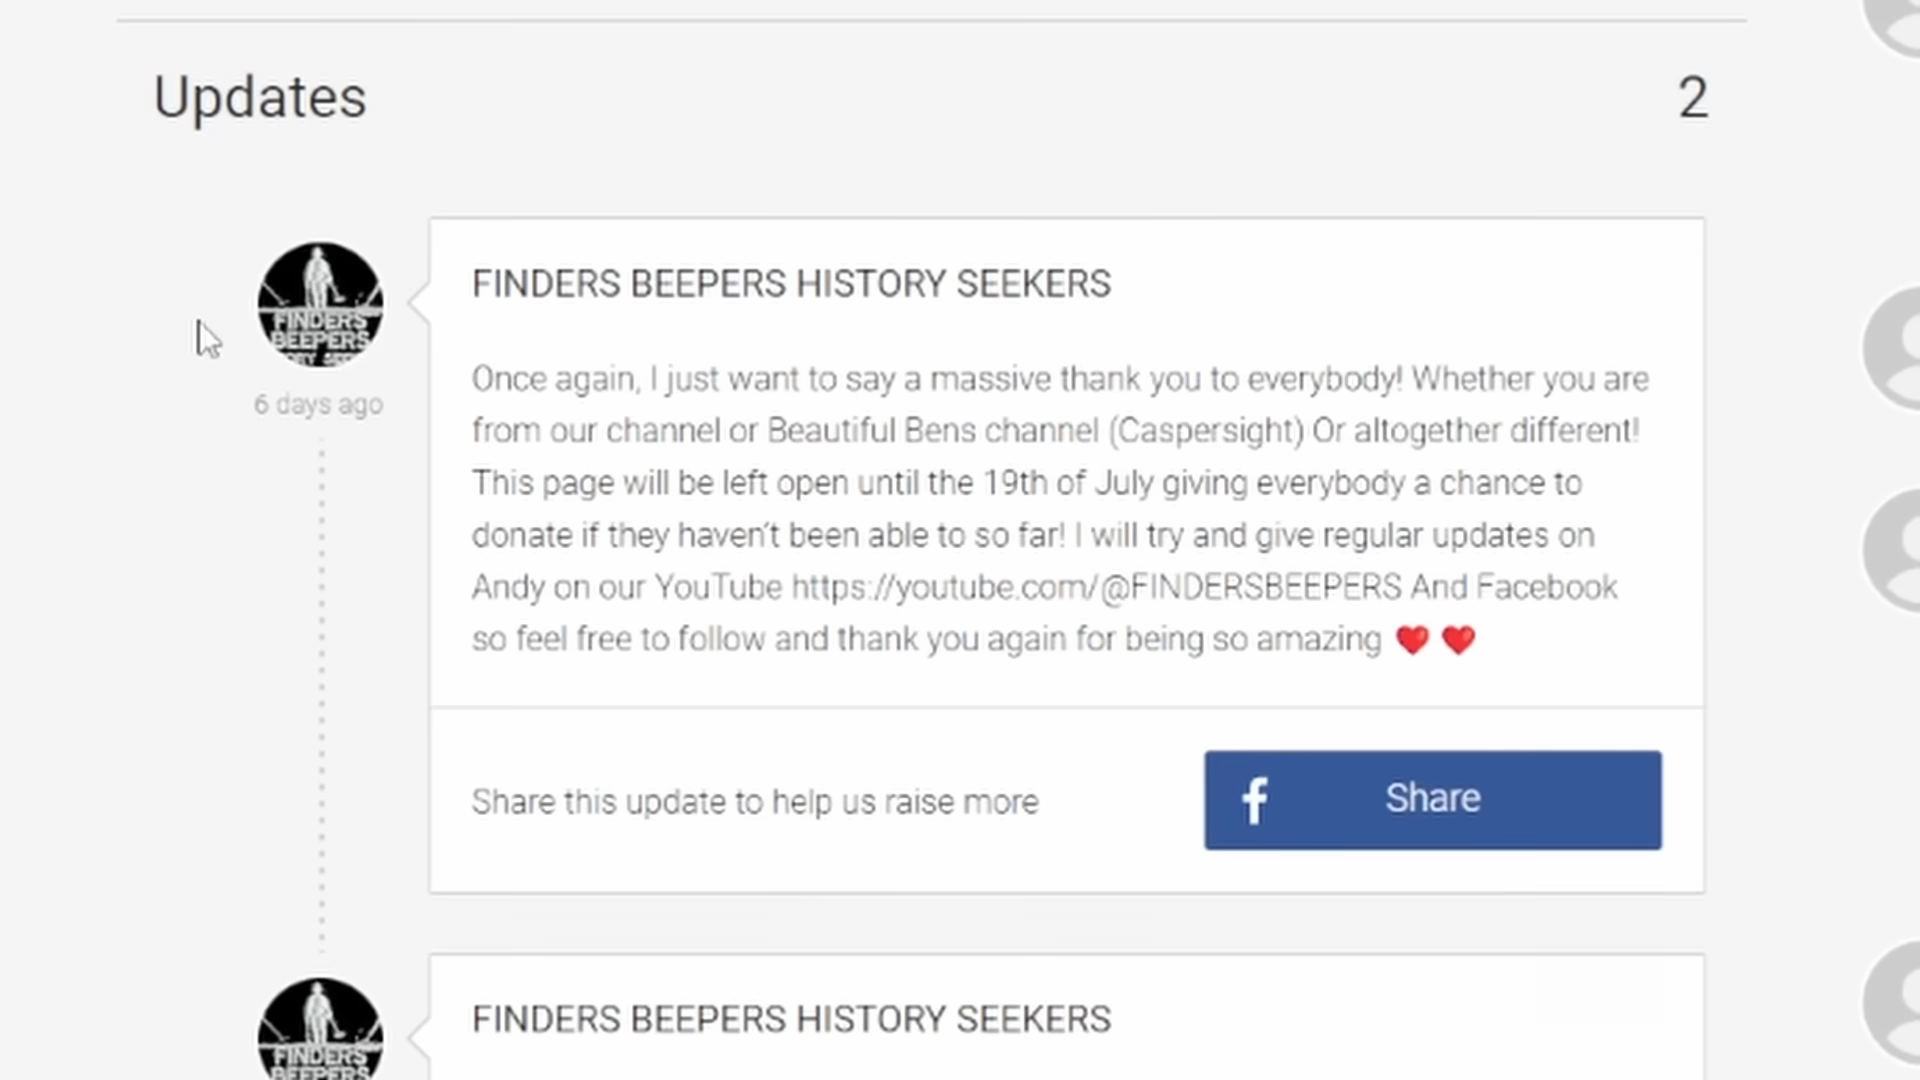 Updates
2
FINDERS
BEEPERS
6 days ago
FINDERS BEEPERS HISTORY SEEKERS
Once again, I just want to say a massive thank you to everybody! Whether you are
from our channel or Beautiful Bens channel (Caspersight) Or altogether different!
This page will be left open until the 19th of July giving everybody a chance to
donate if they haven't been able to so far! I will try and give regular updates on
Andy on our YouTube https://youtube.com/@FINDERSBEEPERS And Facebook
so feel free to follow and thank you again for being so amazing ❤️ ❤️
Share this update to help us raise more
f Share
FINDERS
BEEPERS
FINDERS BEEPERS HISTORY SEEKERS